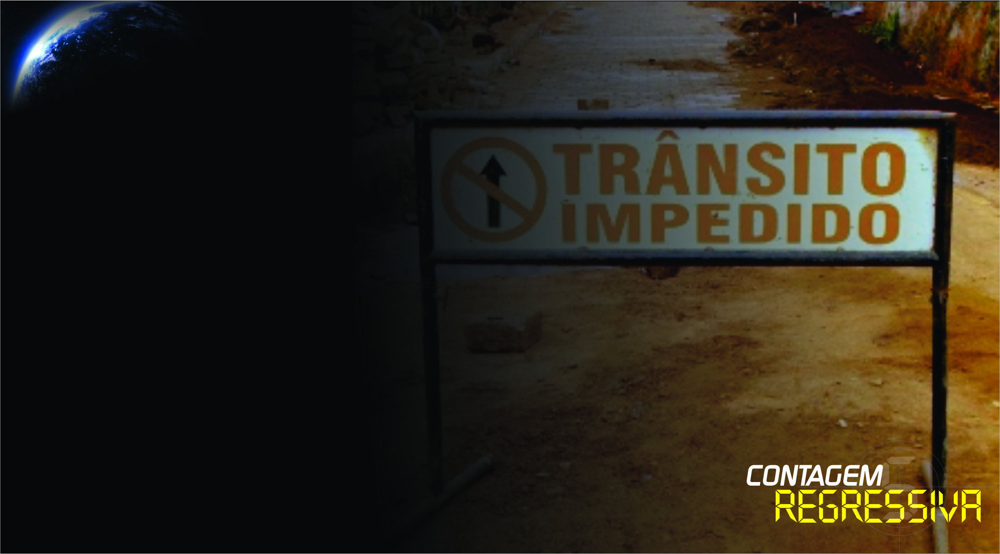 TRÂNSITO
IMPEDIDO
CONTAGEM
REGRESSIVA